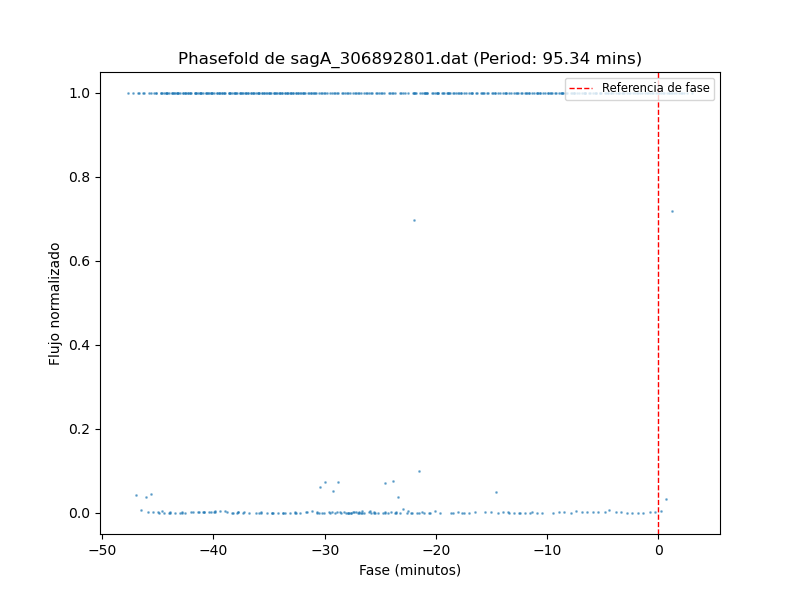 Phasefold de sagA_306892801.dat (Period: 95.34 mins)
Referencia de fase
Flujo normalizado
1.0
0.8
0.6
0.4
0.2
0.0
−50 −40 −30 −20 −10 0
Fase (minutos)